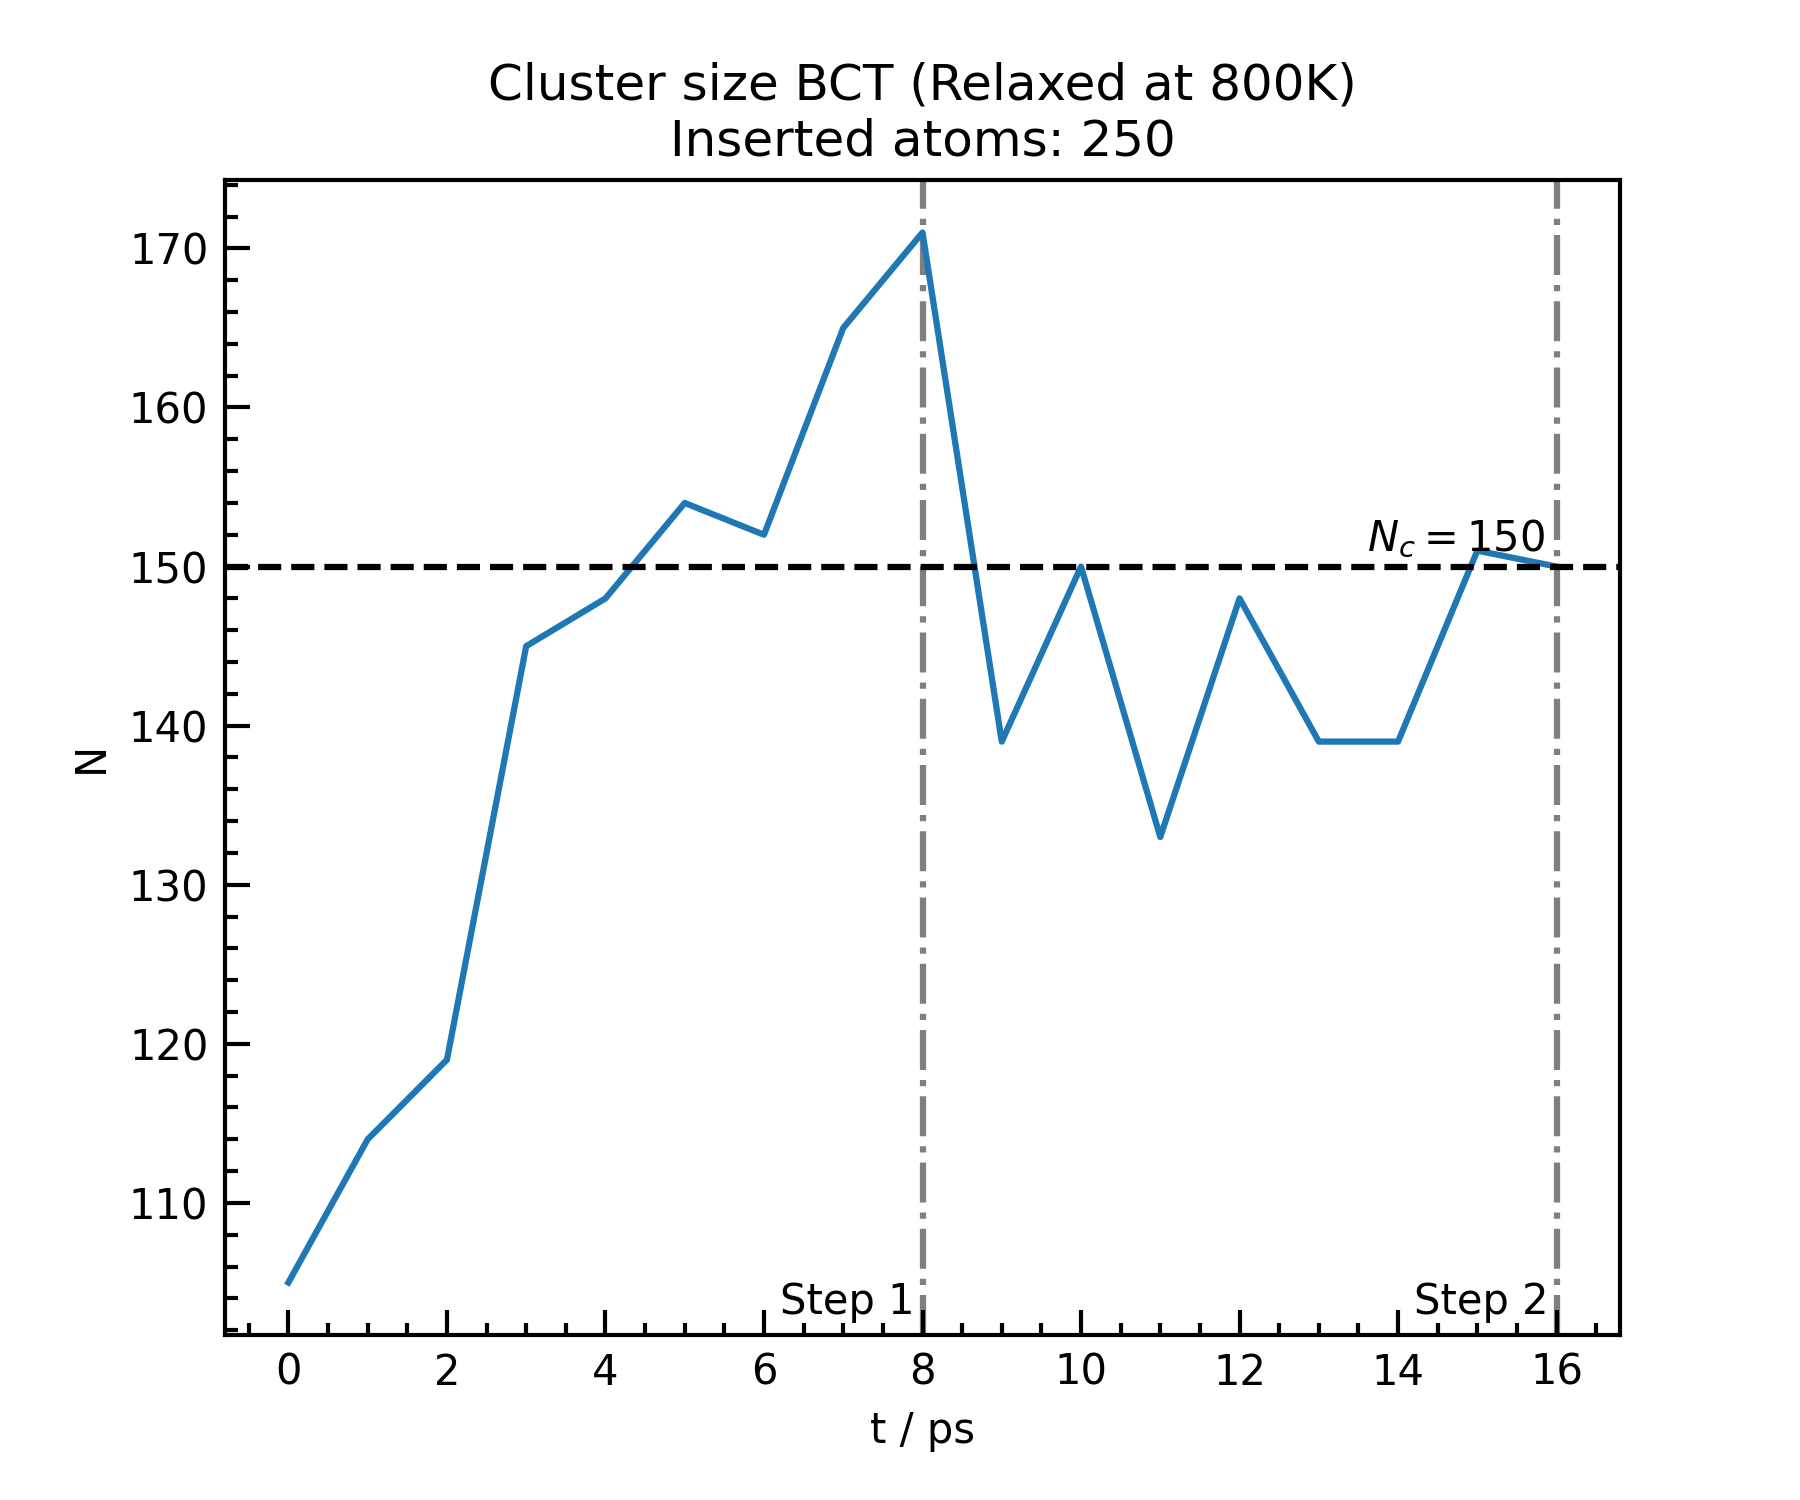 Cluster size BCT (Relaxed at 800K)
Inserted atoms: 250
170
160
150
140
130
120
110
N
N_c = 150
Step 1
Step 2
0 2 4 6 8 10 12 14 16
t / ps